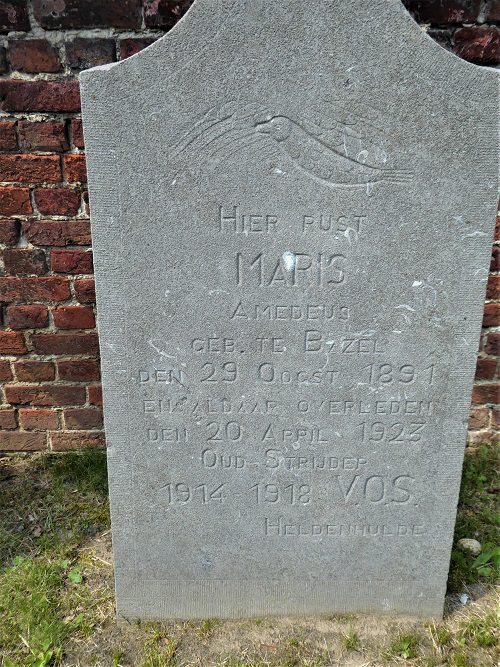 Hier rust
Maris
Amedeus
geb. te Bazel
den 29 Oogst 1891
en aldaar overleden
den 20 April 1923
Oud-Strijder
1914-1918 V.O.S.
Heldenhulde